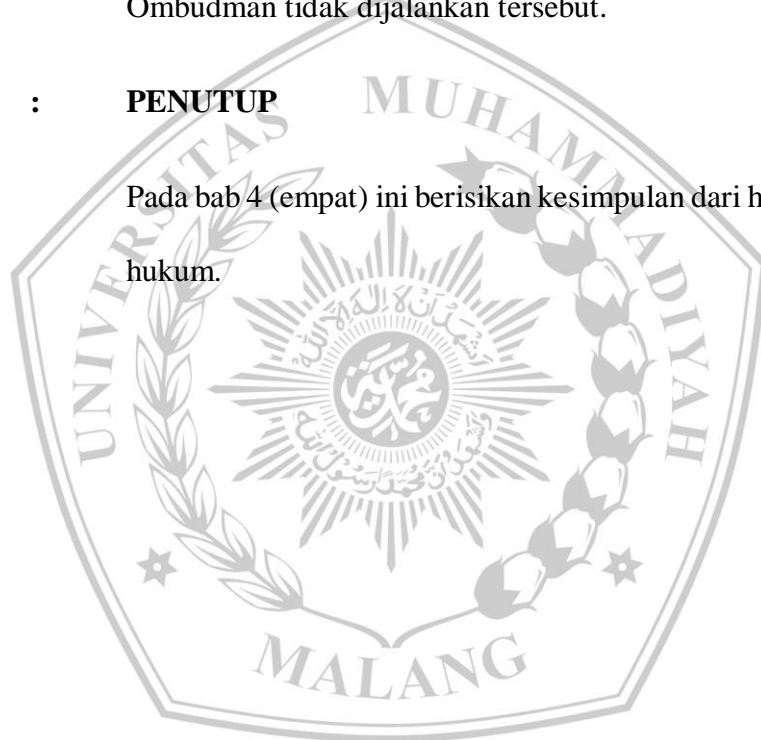 Ombudman tidak dijalankan tersebut.
: PENUTUP
Pada bab 4 (empat) ini berisikan kesimpulan dari h
hukum.
UNIVERSITAS MUHAMMADIYAH
MALANG